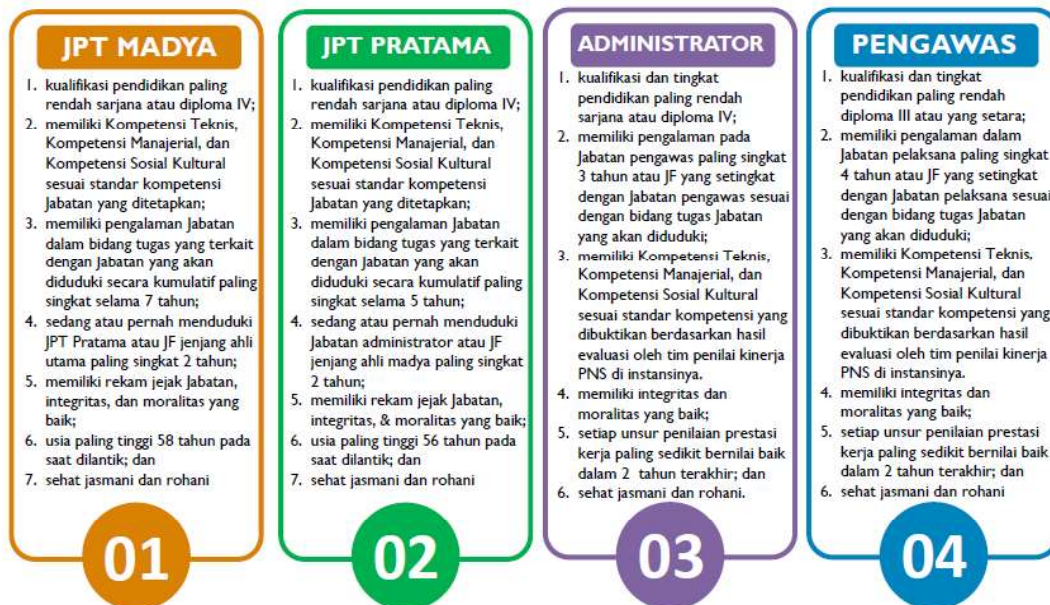 JPT MADYA
1. kualifikasi pendidikan paling
rendah sarjana atau diploma IV;
2. memiliki Kompetensi Teknis,
Kompetensi Manajerial, dan
Kompetensi Sosial Kultural
sesuai standar kompetensi
Jabatan yang ditetapkan;
3. memiliki pengalaman Jabatan
dalam bidang tugas yang terkait
dengan Jabatan yang akan
diduduki secara kumulatif paling
singkat selama 7 tahun;
4. sedang atau pernah menduduki
JPT Pratama atau JF jenjang ahli
utama paling singkat 2 tahun;
5. memiliki rekam jejak Jabatan,
integritas, dan moralitas yang
baik;
6. usia paling tinggi 58 tahun pada
saat dilantik; dan
7. sehat jasmani dan rohani
01
JPT PRATAMA
1. kualifikasi pendidikan paling
rendah sarjana atau diploma IV;
2. memiliki Kompetensi Teknis,
Kompetensi Manajerial, dan
Kompetensi Sosial Kultural
sesuai standar kompetensi
Jabatan yang ditetapkan;
3. memiliki pengalaman Jabatan
dalam bidang tugas yang terkait
dengan Jabatan yang akan
diduduki secara kumulatif paling
singkat selama 5 tahun;
4. sedang atau pernah menduduki
Jabatan administrator atau JF
jenjang ahli madya paling singkat
2 tahun;
5. memiliki rekam jejak Jabatan,
integritas, & moralitas yang baik;
6. usia paling tinggi 56 tahun pada
saat dilantik; dan
7. sehat jasmani dan rohani
02
ADMINISTRATOR
1. kualifikasi dan tingkat
pendidikan paling rendah
sarjana atau diploma IV;
2. memiliki pengalaman pada
Jabatan pengawas paling singkat
3 tahun atau JF yang setingkat
dengan Jabatan pengawas sesuai
dengan bidang tugas Jabatan
yang akan diduduki;
3. memiliki Kompetensi Teknis,
Kompetensi Manajerial, dan
Kompetensi Sosial Kultural
sesuai standar kompetensi yang
dibuktikan berdasarkan hasil
evaluasi oleh tim penilai kinerja
PNS di instansinya.
4. memiliki integritas dan
moralitas yang baik;
5. setiap unsur penilaian prestasi
kerja paling sedikit bernilai baik
dalam 2 tahun terakhir; dan
6. sehat jasmani dan rohani.
03
PENGAWAS
1. kualifikasi dan tingkat
pendidikan paling rendah
diploma III atau yang setara;
2. memiliki pengalaman dalam
Jabatan pelaksana paling singkat
4 tahun atau JF yang setingkat
dengan Jabatan pelaksana sesuai
dengan bidang tugas Jabatan
yang akan diduduki;
3. memiliki Kompetensi Teknis,
Kompetensi Manajerial, dan
Kompetensi Sosial Kultural
sesuai standar kompetensi yang
dibuktikan berdasarkan hasil
evaluasi oleh tim penilai kinerja
PNS di instansinya.
4. memiliki integritas dan
moralitas yang baik;
5. setiap unsur penilaian prestasi
kerja paling sedikit bernilai baik
dalam 2 tahun terakhir; dan
6. sehat jasmani dan rohani
04